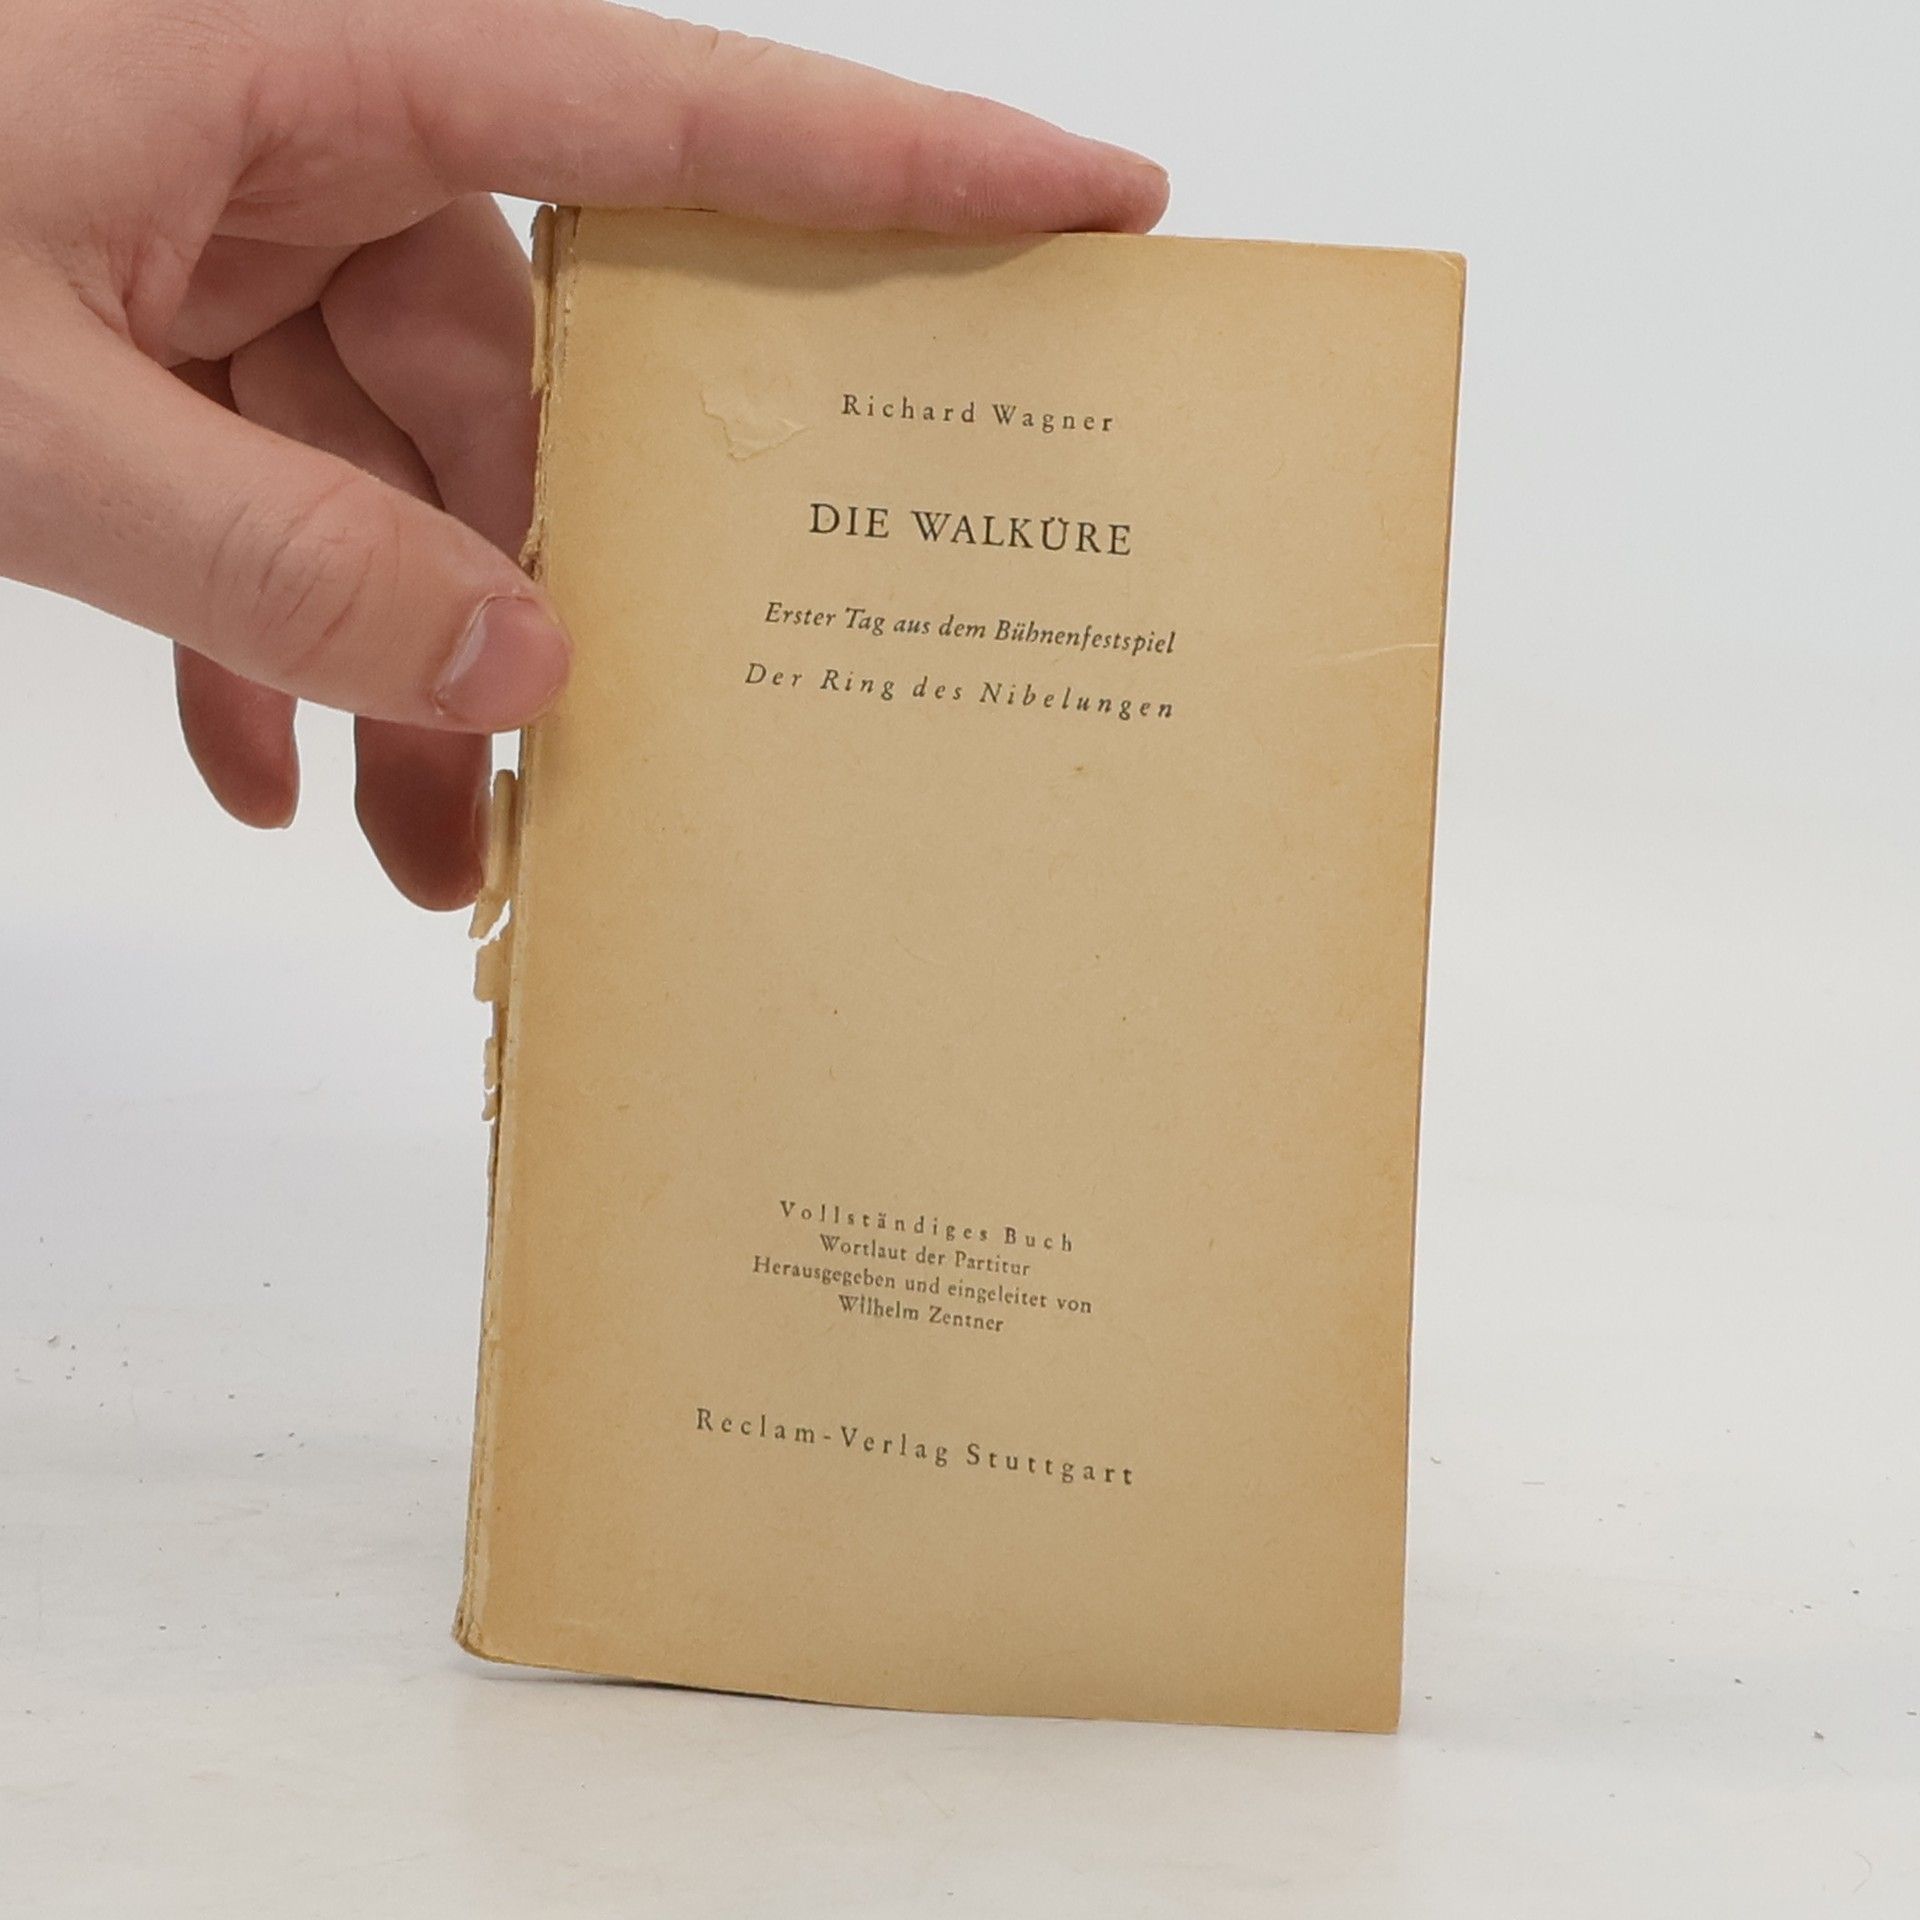 Richard Wagner
DIE WALKÜRE
Erster Tag aus dem Bühnenfestspiel
Der Ring des Nibelungen
Vollständiges Buch
Wortlaut der Partitur
Herausgegeben und eingeleitet von
Wilhelm Zentner
Reclam-Verlag Stuttgart